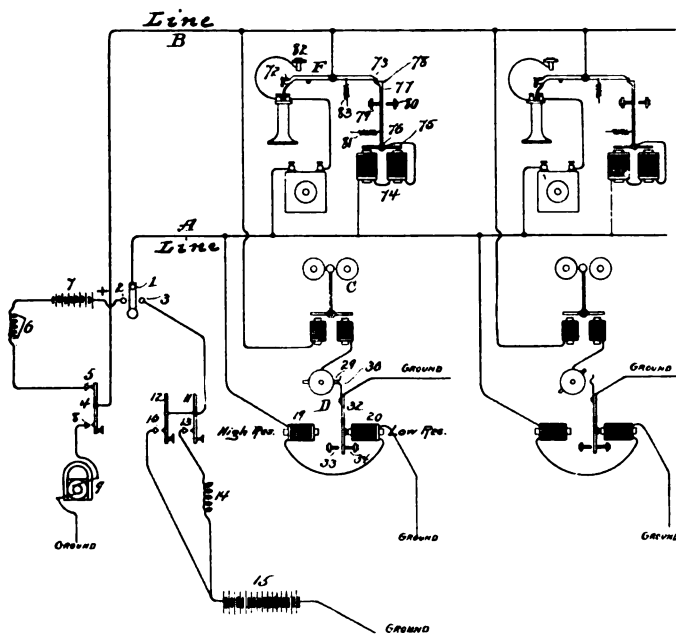 Line
B
82
72
F
73
78
77
79
80
83
76
75
81
74
A
Line
7
+
2
1
3
C
6
5
4
8
12
11
10
13
29
30
GROUND
GROUND
D
32
19
20
High Res.
Low Res.
33
34
9
14
GROUND
GROUND
GROUND
15
GROUND